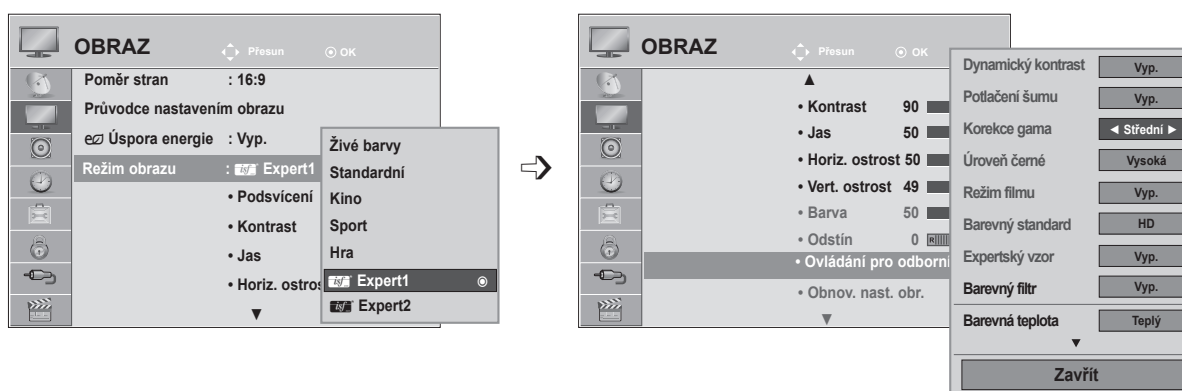 OBRAZ
Přesun
OK
Poměr stran : 16:9
Průvodce nastavením obrazu
Úspora energie : Vyp.
Režim obrazu : isf Expert1
• Podsvícení
• Kontrast
• Jas
• Horiz. ostros
Živé barvy
Standardní
Kino
Sport
Hra
isf Expert1
isf Expert2
OBRAZ
Přesun
OK
• Kontrast 90
• Jas 50
• Horiz. ostrost 50
• Vert. ostrost 49
• Barva 50
• Odstín 0 R
• Ovládání pro odborní
• Obnov. nast. obr.
Dynamický kontrast Vyp.
Potlačení šumu Vyp.
Korekce gama ◄ Střední ►
Úroveň černé Vysoká
Režim filmu Vyp.
Barevný standard HD
Expertský vzor Vyp.
Barevný filtr Vyp.
Barevná teplota Teplý
Zavřít